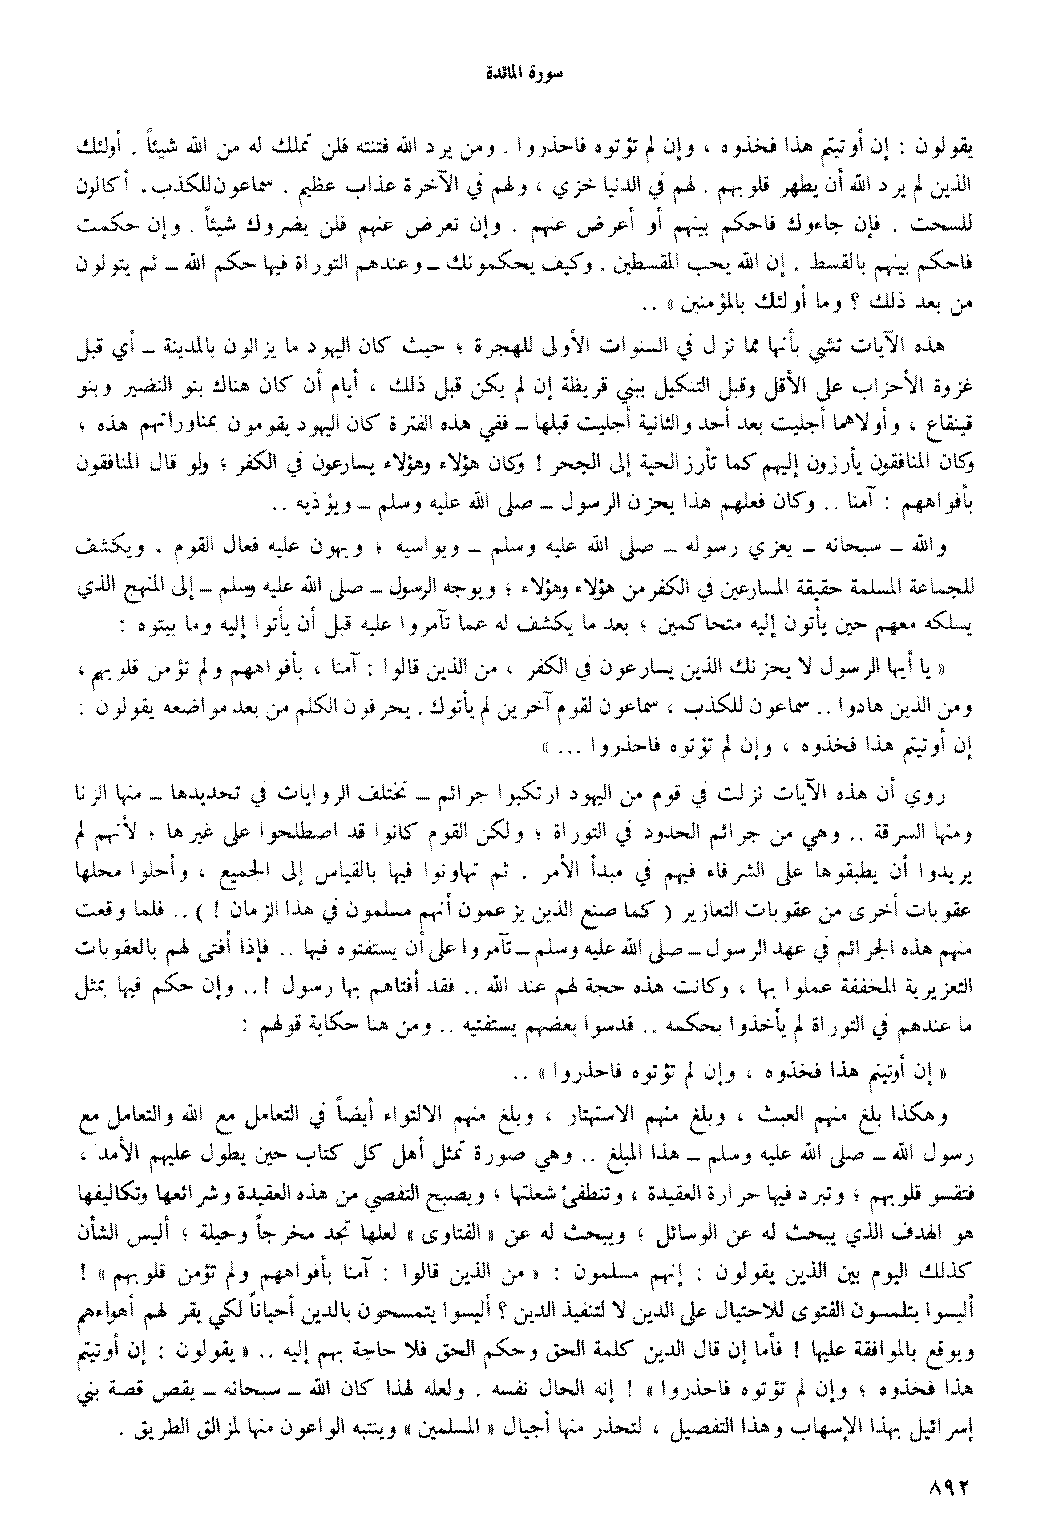 سورة المائدة
يقولون : إن أوتيتم هذا فخذوه ، وإن لم تؤتوه فاحذروا . ومن يرد الله فتنته فلن تملك له من الله شيئاً . أولئك
الذين لم يرد الله أن يطهر قلوبهم . لهم في الدنيا خزي ، ولهم في الآخرة عذاب عظيم . سماعون للكذب . أكالون
للسحت . فإن جاءوك فاحكم بينهم أو أعرض عنهم . وإن تعرض عنهم فلن يضروك شيئاً . وإن حكمت
فاحكم بينهم بالقسط . إن الله يحب المقسطين . وكيف يحكمونك – وعندهم التوراة فيها حكم الله – ثم يتولون
من بعد ذلك ؟ وما أولئك بالمؤمنين » ..
هذه الآيات تشي بأنها مما نزل في السنوات الأولى للهجرة ؛ حيث كان اليهود ما يزالون بالمدينة – أي قبل
غزوة الأحزاب على الأقل وقبل التنكيل ببني قريظة إن لم يكن قبل ذلك ، أيام أن كان هناك بنو النضير وبنو
قينقاع ، وأولاهما أجليت بعد أحد والثانية أجليت قبلها – ففي هذه الفترة كان اليهود يقومون بمناوراتهم هذه ؛
وكان المنافقون يأرزون إليهم كما تأرز الحية إلى الجحر ! وكان هؤلاء وهؤلاء يسارعون في الكفر ؛ ولو قال المنافقون
بأفواههم : آمنا .. وكان فعلهم هذا يحزن الرسول – صلى الله عليه وسلم – ويؤذيه ..
والله – سبحانه – يعزي رسوله – صلى الله عليه وسلم – ويواسيه ؛ ويهون عليه فعال القوم . ويكشف
للجماعة المسلمة حقيقة المسارعين في الكفر من هؤلاء وهؤلاء ؛ ويوجه الرسول – صلى الله عليه وسلم – إلى المنهج الذي
يسلكه معهم حين يأتون إليه متحاكمين ؛ بعد ما يكشف له عما تآمروا عليه قبل أن يأتوا إليه وما بيتوه :
« يا أيها الرسول لا يحزنك الذين يسارعون في الكفر ، من الذين قالوا : آمنا ، بأفواههم ولم تؤمن قلوبهم ،
ومن الذين هادوا .. سماعون للكذب ، سماعون لقوم آخرين لم يأتوك . يحرفون الكلم من بعد مواضعه يقولون :
إن أوتيتم هذا فخذوه ، وإن لم تؤتوه فاحذروا ... »
روي أن هذه الآيات نزلت في قوم من اليهود ارتكبوا جرائم – تختلف الروايات في تحديدها – منها الزنا
ومنها السرقة .. وهي من جرائم الحدود في التوراة ؛ ولكن القوم كانوا قد اصطلحوا على غيرها ؛ لأنهم لم
يريدوا أن يطبقوها على الشرفاء فيهم في مبدأ الأمر . ثم تهاونوا فيها بالقياس إلى الجميع ، وأحلوا محلها
عقوبات أخرى من عقوبات التعازير ( كما صنع الذين يزعمون أنهم مسلمون في هذا الزمان ! ) .. فلما وقعت
منهم هذه الجرائم في عهد الرسول – صلى الله عليه وسلم – تآمروا على أن يستفتوه فيها .. فإذا أفتى لهم بالعقوبات
التعزيرية المخففة عملوا بها ، وكانت هذه حجة لهم عند الله .. فقد أفتاهم بها رسول ! .. وإن حكم فيها بمثل
ما عندهم في التوراة لم يأخذوا بحكمه .. فدسوا بعضهم يستفتيه .. ومن هنا حكاية قولهم :
« إن أوتيتم هذا فخذوه ، وإن لم تؤتوه فاحذروا » ..
وهكذا بلغ منهم العبث ، وبلغ منهم الاستهتار ، وبلغ منهم الالتواء أيضاً في التعامل مع الله والتعامل مع
رسول الله – صلى الله عليه وسلم – هذا المبلغ .. وهي صورة تمثل أهل كل كتاب حين يطول عليهم الأمد ،
فتقسو قلوبهم ؛ وتبرد فيها حرارة العقيدة ، وتنطفئ شعلتها ؛ ويصبح التفصي من هذه العقيدة وشرائعها وتكاليفها
هو الهدف الذي يبحث له عن الوسائل ؛ ويبحث له عن « الفتاوى » لعلها تجد مخرجاً وحيلة ؛ أليس الشأن
كذلك اليوم بين الذين يقولون : إنهم مسلمون : « من الذين قالوا : آمنا بأفواههم ولم تؤمن قلوبهم » !
أليسوا يتلمسون الفتوى للاحتيال على الدين لا لتنفيذ الدين ؟ أليسوا يتمسحون بالدين أحياناً لكي يقر لهم أهواءهم
ويوقع بالموافقة عليها ! فأما إن قال الدين كلمة الحق وحكم الحق فلا حاجة بهم إليه .. « يقولون : إن أوتيتم
هذا فخذوه ؛ وإن لم تؤتوه فاحذروا » ! إنه الحال نفسه . ولعله لهذا كان الله – سبحانه – يقص قصة بني
إسرائيل بهذا الإسهاب وهذا التفصيل ، لتحذر منها أجيال « المسلمين » وينتبه الواعون منها لمزالق الطريق .
٨٩٢